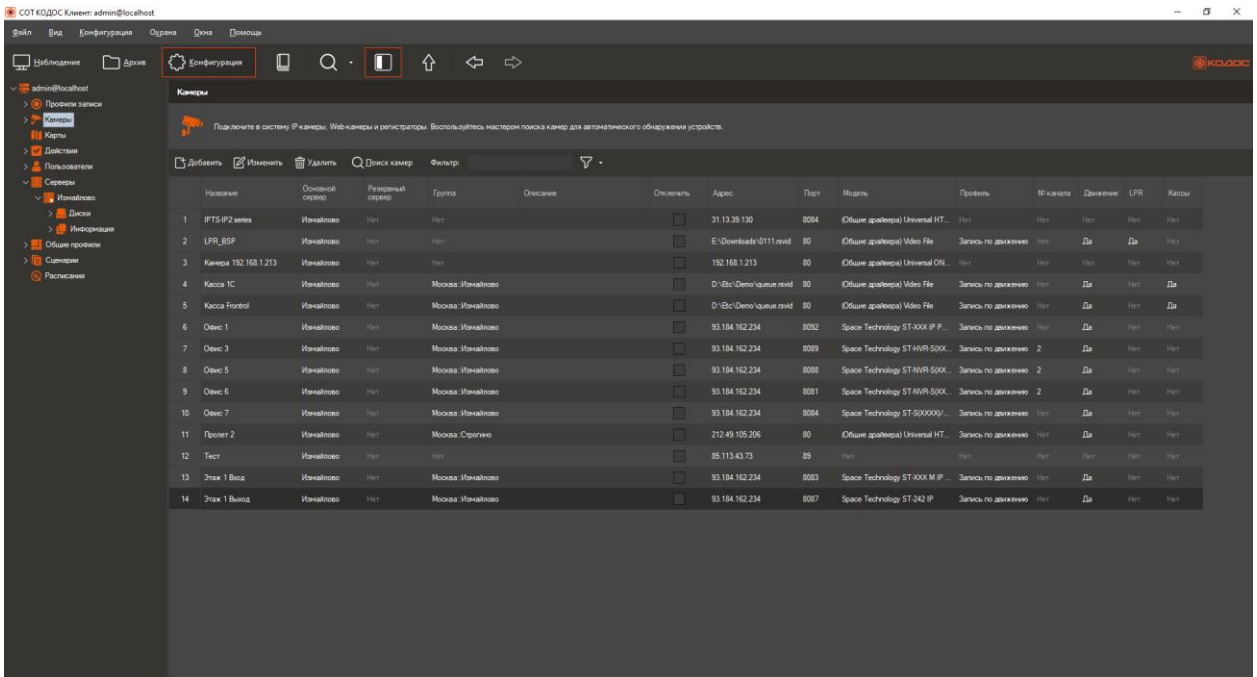 СОТ КОДОС Клиент: admin@localhost
Файл Вид Конфигурация Охрана Окна Помощь
Наблюдение Архив Конфигурация КОДОС
admin@localhost
Профили записи
Камеры
Карты
Действия
Пользователи
Серверы
Измайлово
Диски
Информация
Общие профили
Сценарии
Расписания
Камеры
Подключите в систему IP-камеры, Web-камеры и регистраторы. Воспользуйтесь мастером поиска камер для автоматического обнаружения устройств.
Добавить Изменить Удалить Поиск камер Фильтр:
Название Основной сервер Резервный сервер Группа Описание Отключить Адрес Порт Модель Профиль № канала Движение LPR Кассы
1 IPTS-IP2 series Измайлово Нет Нет 31.13.39.130 8084 (Общие драйвера) Universal HT... Нет Нет Нет Нет Нет
2 LPR_BSP Измайлово Нет Нет E:\Downloads\0111.mvid 80 (Общие драйвера) Video File Запись по движению Нет Да Да Нет
3 Камера 192.168.1.213 Измайлово Нет Нет 192.168.1.213 80 (Общие драйвера) Universal ON... Нет Нет Нет Нет Нет
4 Касса 1С Измайлово Нет Москва::Измайлово D:\Etc\Demo\queue.mvid 80 (Общие драйвера) Video File Запись по движению Нет Да Нет Да
5 Касса Frontol Измайлово Нет Москва::Измайлово D:\Etc\Demo\queue.mvid 80 (Общие драйвера) Video File Запись по движению Нет Да Нет Да
6 Офис 1 Измайлово Нет Москва::Измайлово 93.184.162.234 8092 Space Technology ST-XXX IP P... Запись по движению Нет Да Нет Нет
7 Офис 3 Измайлово Нет Москва::Измайлово 93.184.162.234 8089 Space Technology ST-HVR-S(XX... Запись по движению 2 Да Нет Нет
8 Офис 5 Измайлово Нет Москва::Измайлово 93.184.162.234 8088 Space Technology ST-NVR-S(XX... Запись по движению 2 Да Нет Нет
9 Офис 6 Измайлово Нет Москва::Измайлово 93.184.162.234 8081 Space Technology ST-NVR-S(XX... Запись по движению 2 Да Нет Нет
10 Офис 7 Измайлово Нет Москва::Измайлово 93.184.162.234 8084 Space Technology ST-S(XXXX)/... Запись по движению Нет Да Нет Нет
11 Пролет 2 Измайлово Нет Москва::Строгино 212.49.105.206 80 (Общие драйвера) Universal HT... Запись по движению Нет Да Нет Нет
12 Тест Измайлово Нет Нет 85.113.43.73 89 Нет Нет Нет Нет Нет Нет
13 Этаж 1 Вход Измайлово Нет Москва::Измайлово 93.184.162.234 8083 Space Technology ST-XXX M IP ... Запись по движению Нет Да Нет Нет
14 Этаж 1 Выход Измайлово Нет Москва::Измайлово 93.184.162.234 8087 Space Technology ST-242 IP Запись по движению Нет Да Нет Нет